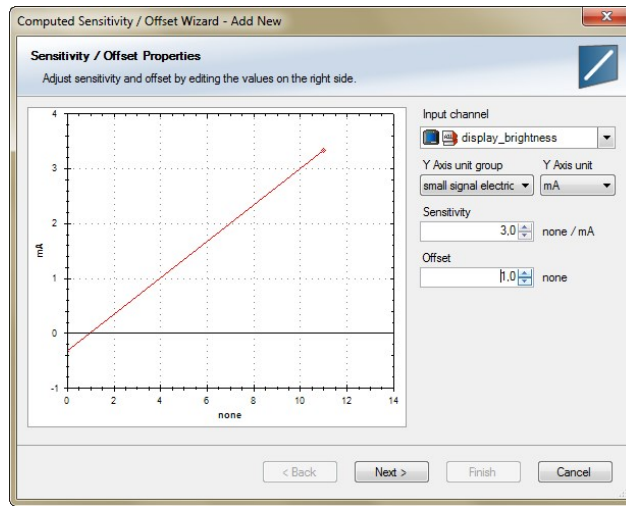 Computed Sensitivity / Offset Wizard - Add New
Sensitivity / Offset Properties
Adjust sensitivity and offset by editing the values on the right side.
4
3
2
1
0
-1
mA
0 2 4 6 8 10 12 14
none
Input channel
display_brightness
Y Axis unit group Y Axis unit
small signal electric mA
Sensitivity
3,0 none / mA
Offset
1.0 none
< Back Next > Finish Cancel